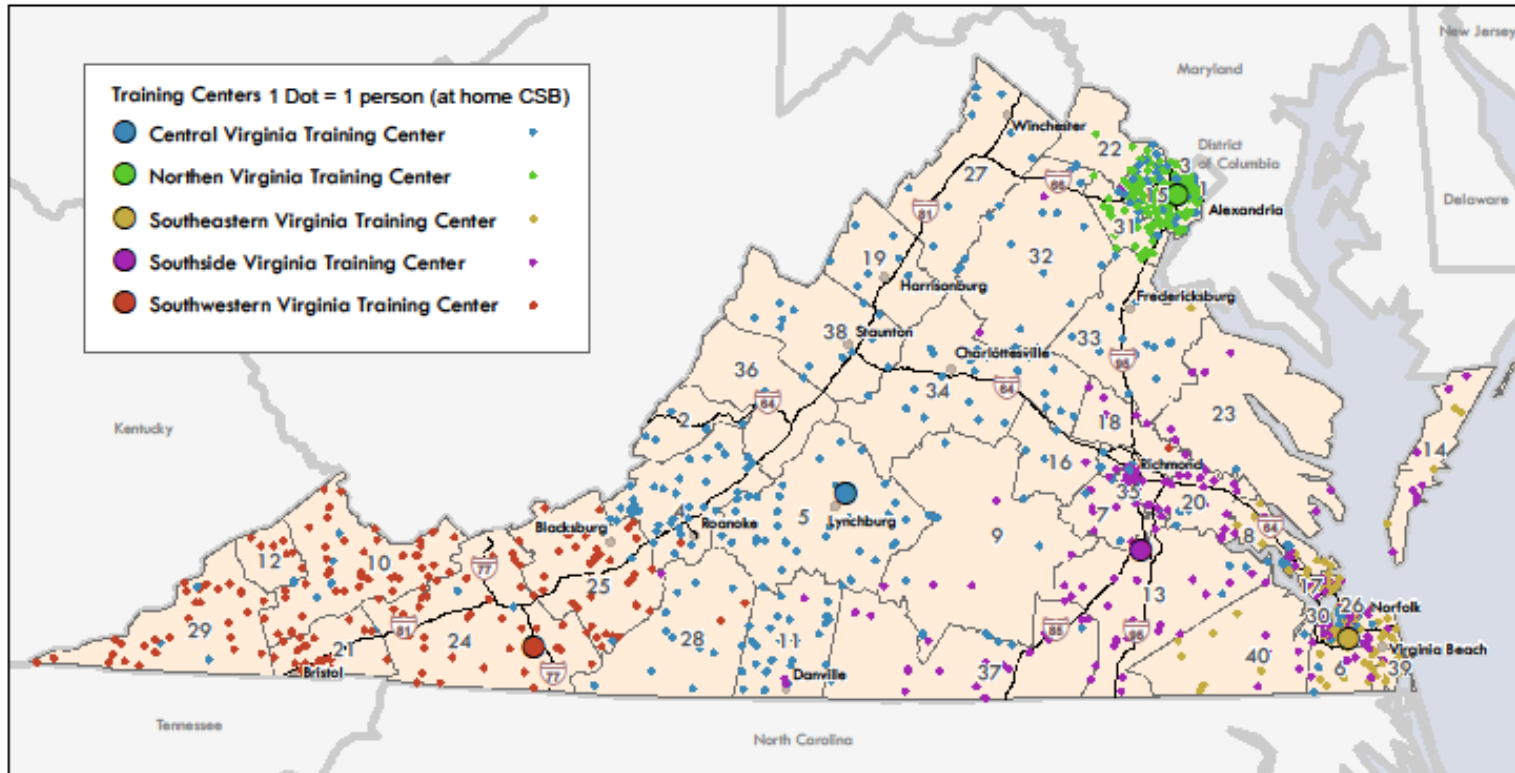 New Jersey
Maryland
Training Centers 1 Dot = 1 person (at home CSB)
Central Virginia Training Center
Northen Virginia Training Center
Southeastern Virginia Training Center
Southside Virginia Training Center
Southwestern Virginia Training Center
Winchester
22
District
of Columbia
3
27
66
1
15
Delaware
81
Alexandria
31
32
19
Harrisonburg
Fredericksburg
38
Staunton
33
Charlottesville
95
36
64
64
34
2
18
23
Kentucky
14
16
Richmond
35
4
5
Lynchburg
20
Blacksburg
Roanoke
7
9
8
64
12
10
77
25
17
13
26
Norfolk
29
81
24
28
11
85
95
30
21
40
Virginia Beach
Bristol
77
Danville
37
6
39
Tennessee
North Carolina